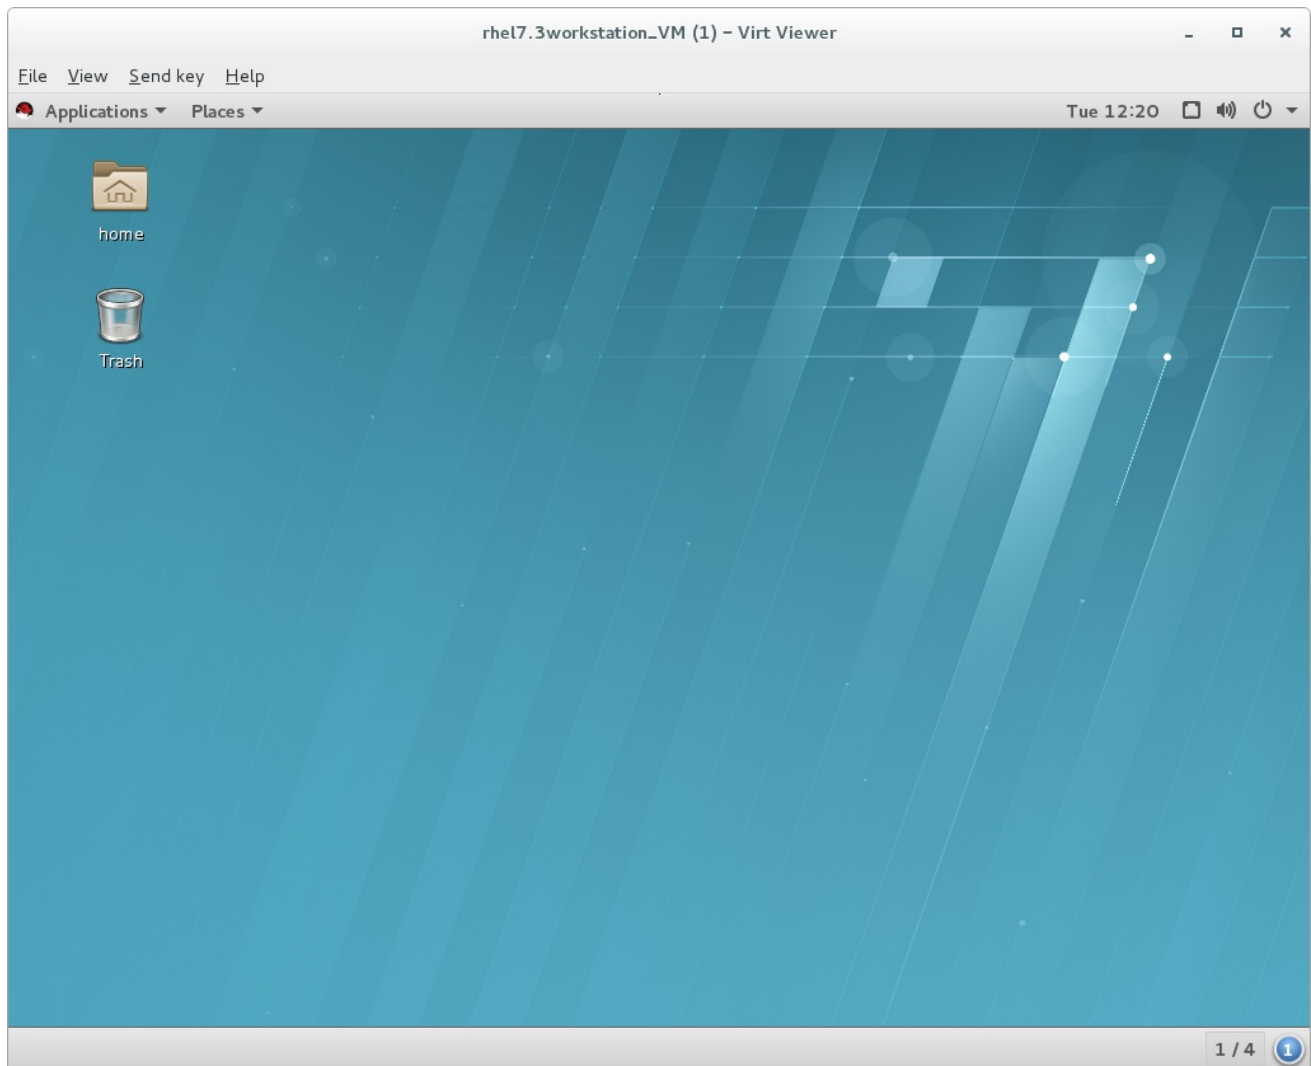 rhel7.3workstation_VM (1) – Virt Viewer
File View Send key Help
Applications Places Tue 12:20
home
Trash
1 / 4 1